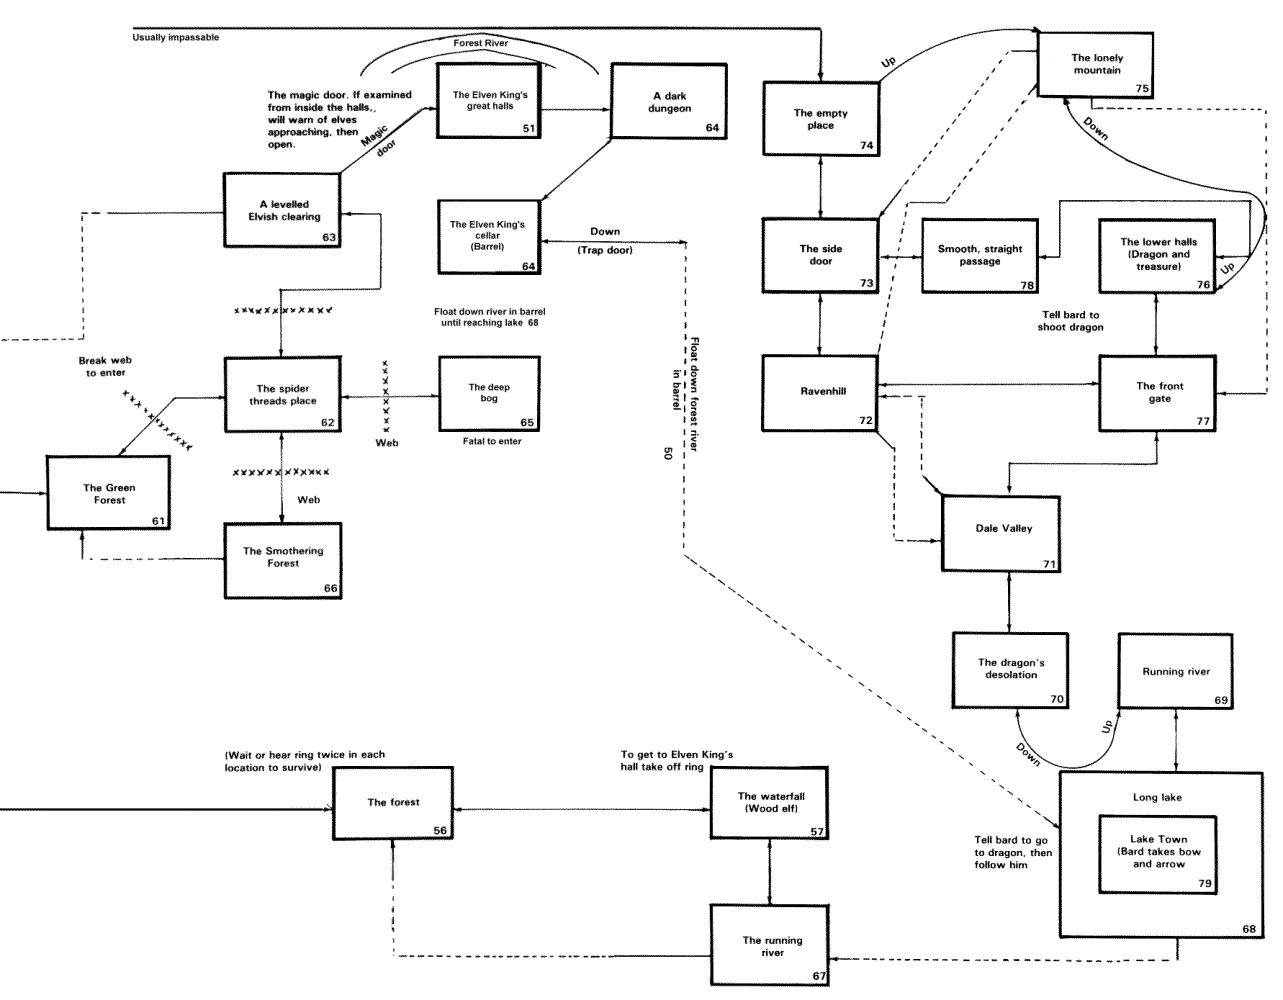 Usually impassable
Forest River
The magic door. If examined
from inside the halls,
will warn of elves
approaching, then
open.
Magic
door
The Elven King's
great halls
51
A dark
dungeon
64
The empty
place
74
Up
The lonely
mountain
75
Down
A levelled
Elvish clearing
63
The Elven King's
cellar
(Barrel)
64
Down
(Trap door)
The side
door
73
Smooth, straight
passage
78
The lower halls
(Dragon and
treasure)
76
Up
Float down river in barrel
until reaching lake 68
Tell bard to
shoot dragon
Break web
to enter
xxxxxxxxxxx
xxxxxxxxxxx
The spider
threads place
62
xxxxxxxx
Web
The deep
bog
65
Fatal to enter
Float down forest river
in barrel
50
Ravenhill
72
The front
gate
77
The Green
Forest
61
xxxxxxxxxxx
Web
The Smothering
Forest
66
Dale Valley
71
The dragon's
desolation
70
Running river
69
Down
Up
(Wait or hear ring twice in each
location to survive)
The forest
56
To get to Elven King's
hall take off ring
The waterfall
(Wood elf)
57
Long lake
Lake Town
(Bard takes bow
and arrow
79
68
Tell bard to go
to dragon, then
follow him
The running
river
67